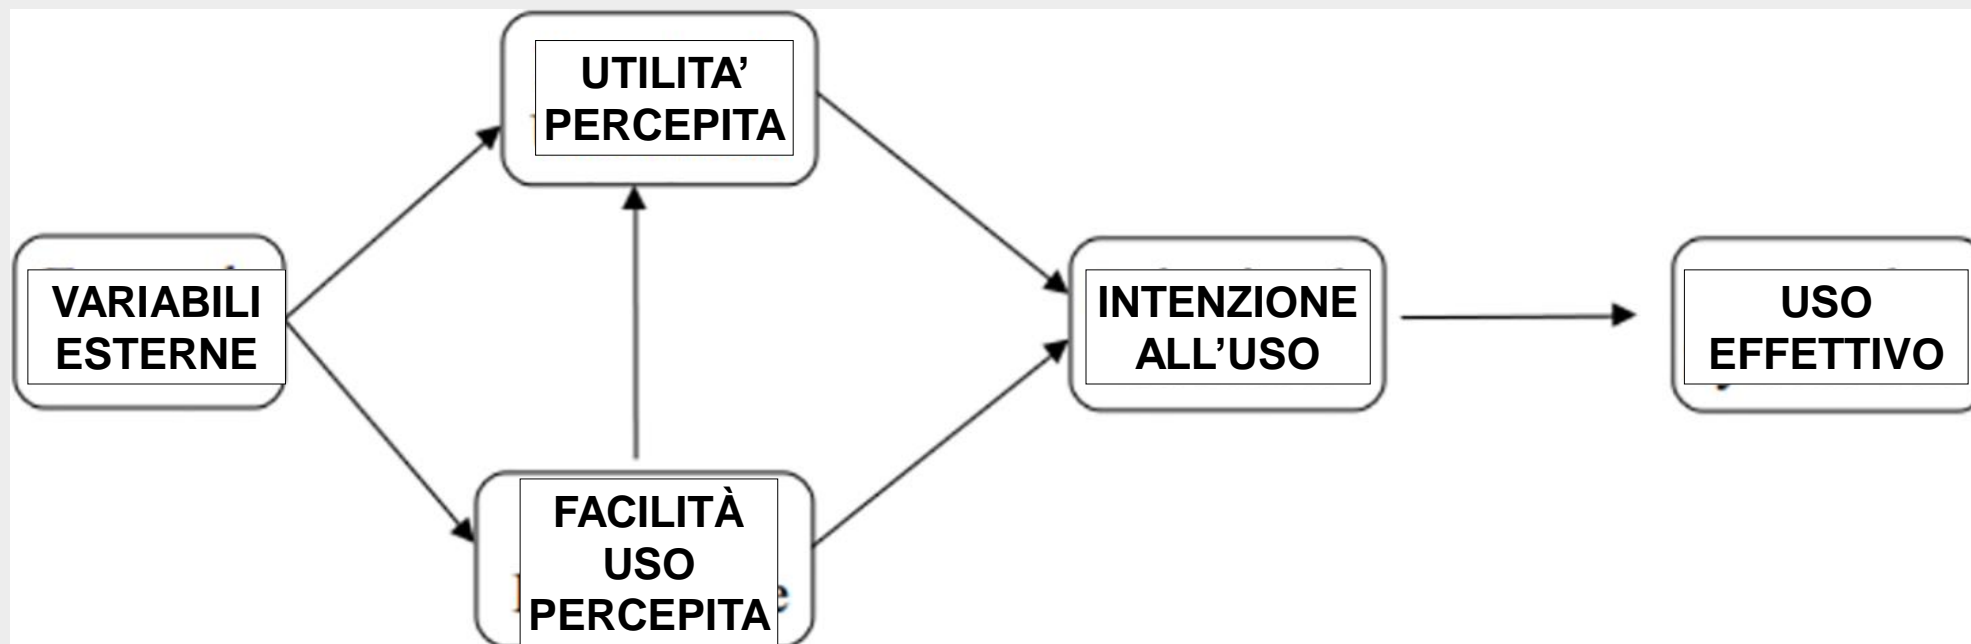 UTILITA’
PERCEPITA
VARIABILI
ESTERNE
INTENZIONE
ALL’USO
USO
EFFETTIVO
FACILITÀ
USO
PERCEPITA